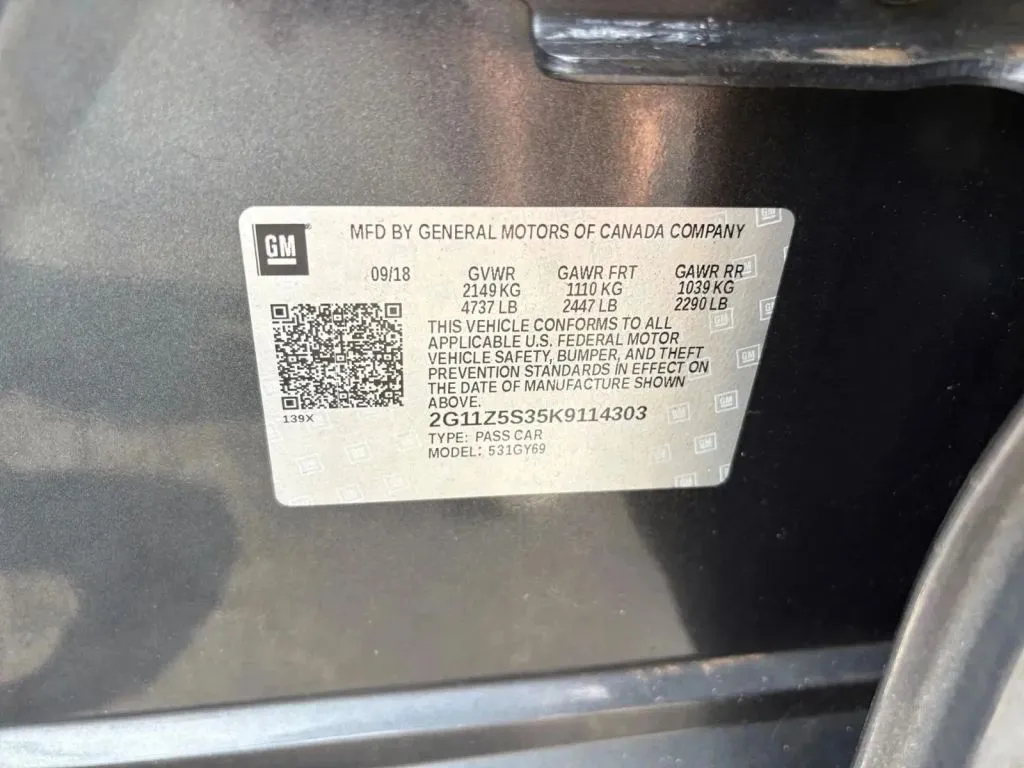 GM
MFD BY GENERAL MOTORS OF CANADA COMPANY
09/18 GVWR GAWR FRT GAWR RR
2149 KG 1110 KG 1039 KG
4737 LB 2447 LB 2290 LB
THIS VEHICLE CONFORMS TO ALL
APPLICABLE U.S. FEDERAL MOTOR
VEHICLE SAFETY, BUMPER, AND THEFT
PREVENTION STANDARDS IN EFFECT ON
THE DATE OF MANUFACTURE SHOWN
ABOVE.
139X
2G11Z5S35K9114303
TYPE: PASS CAR
MODEL: 531GY69